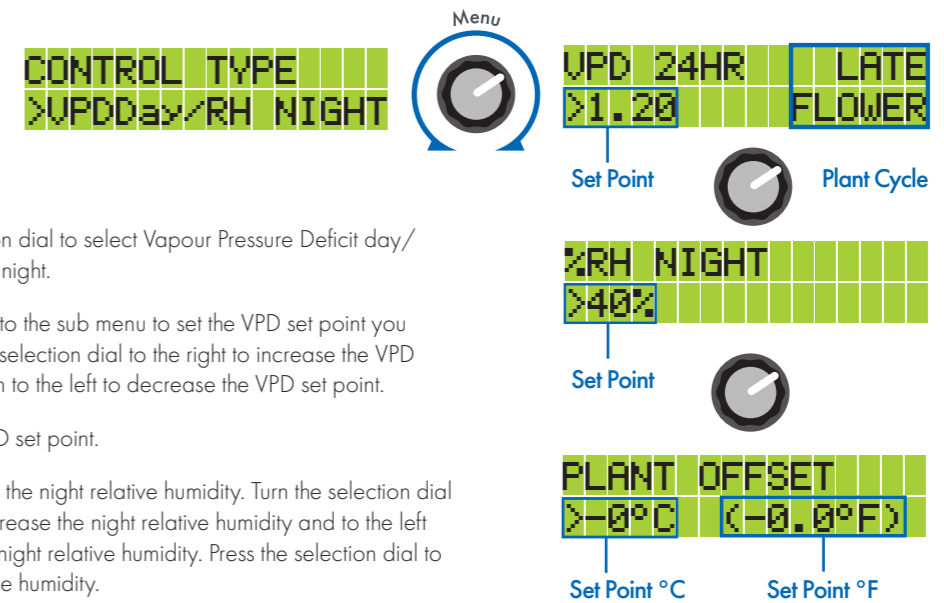 Menu
CONTROL TYPE
>VPDDay/RH NIGHT
dial to select Vapour Pressure Deficit day/
night.
to the sub menu to set the VPD set point you
selection dial to the right to increase the VPD
to the left to decrease the VPD set point.
set point.
the night relative humidity. Turn the selection dial
the night relative humidity and to the left
night relative humidity. Press the selection dial to
humidity.
VPD 24HR LATE
>1.20 FLOWER
Set Point Plant Cycle
%RH NIGHT
>40%
Set Point
PLANT OFFSET
>-0ºC (-0.0ºF)
Set Point °C Set Point °F